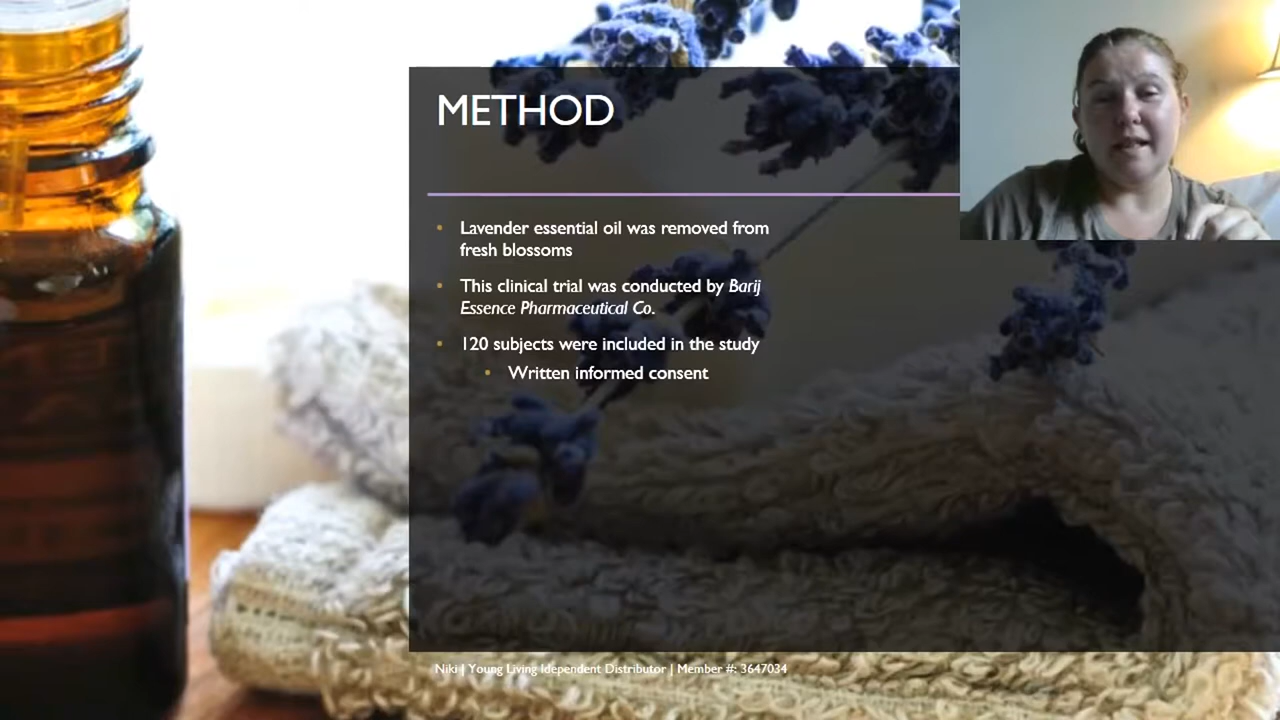 METHOD
• Lavender essential oil was removed from
fresh blossoms
• This clinical trial was conducted by Barij
Essence Pharmaceutical Co.
• 120 subjects were included in the study
• Written informed consent
Niki | Young Living Idependent Distributor | Member #: 3647034